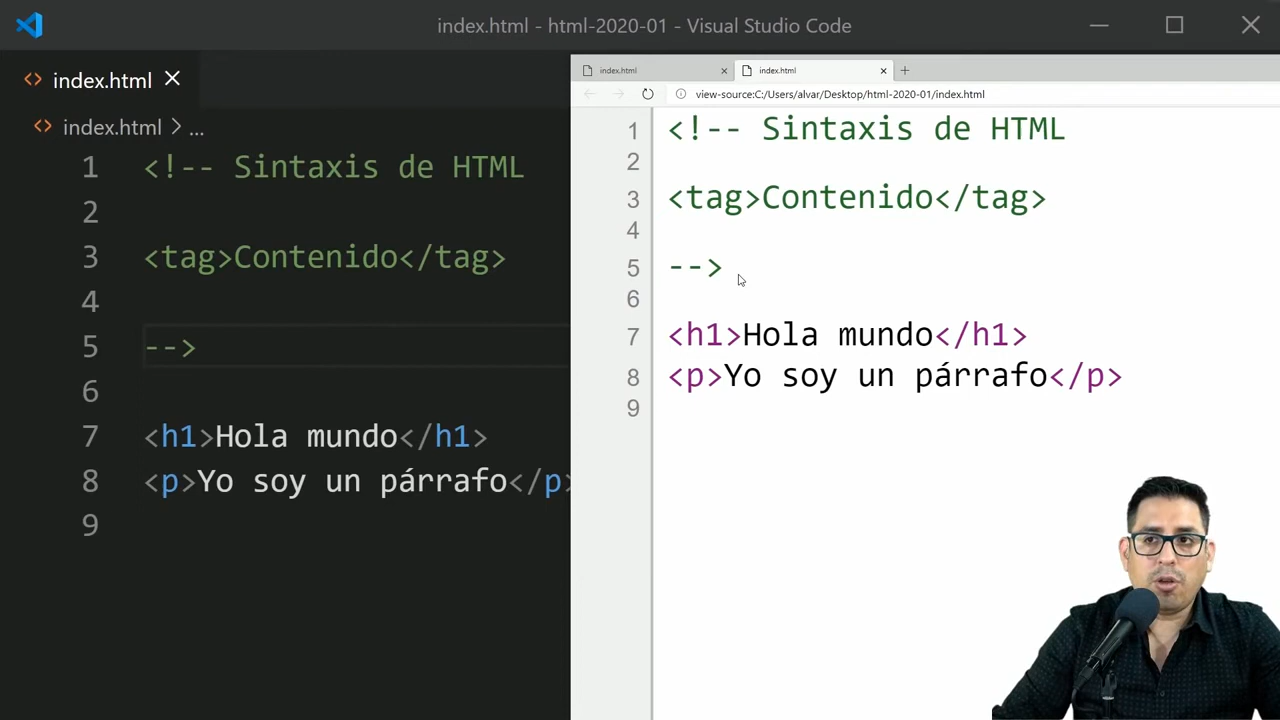 index.html - html-2020-01 - Visual Studio Code
index.html
index.html > ...
1 <!-- Sintaxis de HTML
2
3 <tag>Contenido</tag>
4
5 -->
6
7 <h1>Hola mundo</h1>
8 <p>Yo soy un párrafo</p>
9
index.html
index.html
view-source:C:/Users/alvar/Desktop/html-2020-01/index.html
1 <!-- Sintaxis de HTML
2
3 <tag>Contenido</tag>
4
5 -->
6
7 <h1>Hola mundo</h1>
8 <p>Yo soy un párrafo</p>
9